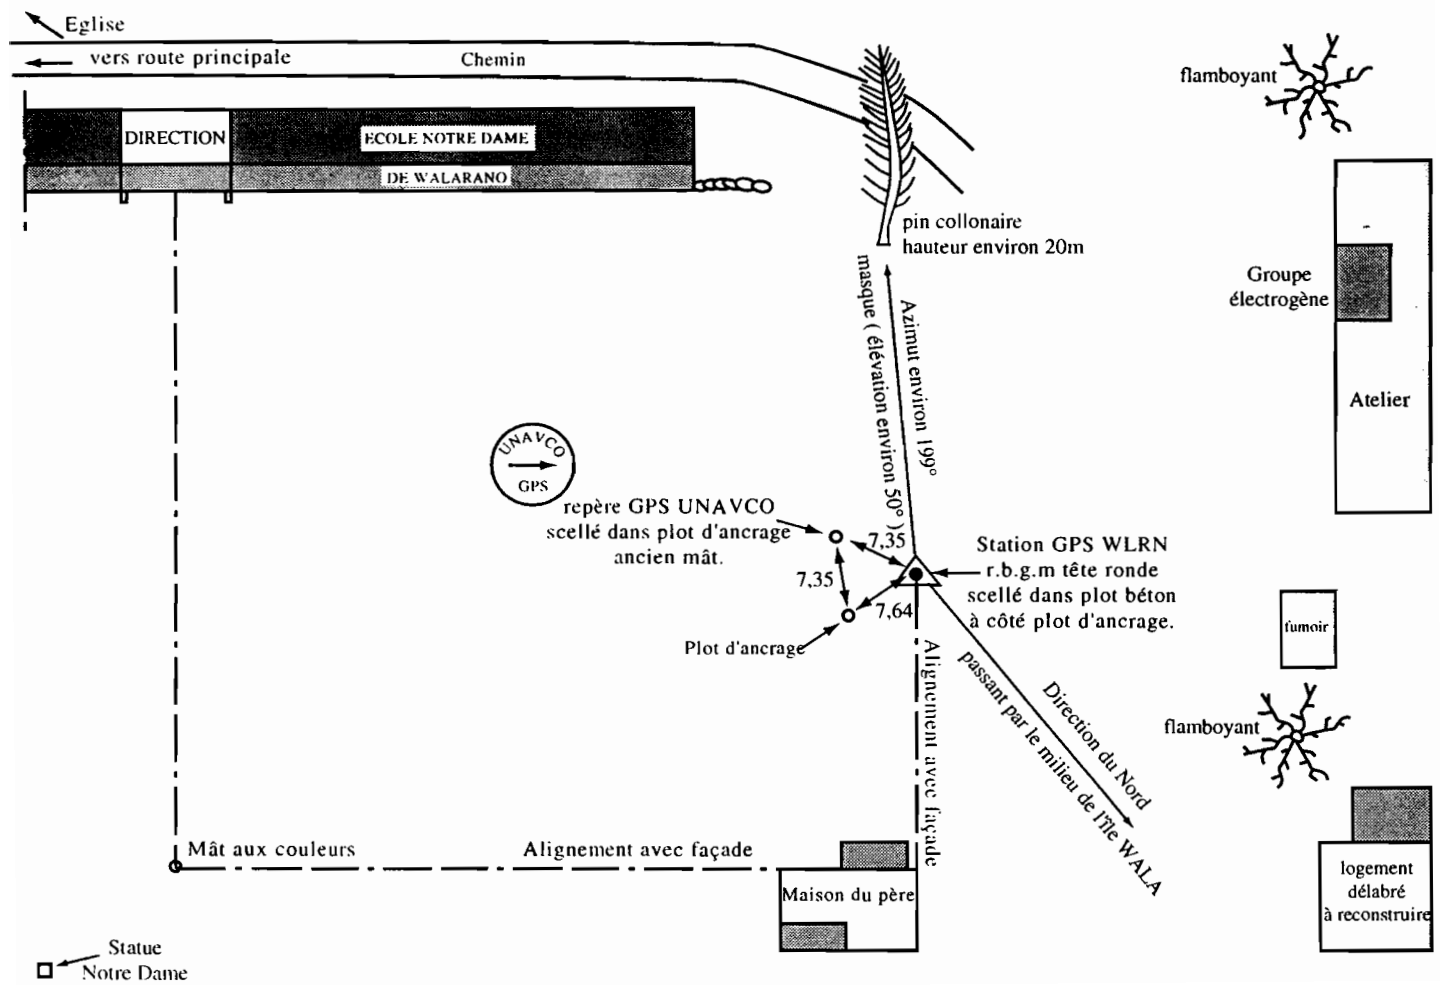 Eglise
vers route principale
Chemin
flamboyant
DIRECTION
ECOLE NOTRE DAME
DE WALARANO
pin collonaire
hauteur environ 20m
masque ( élévation environ 50° )
Azimut environ 199°
Groupe
électrogène
Atelier
UNAVCO
GPS
repère GPS UNAVCO
scellé dans plot d'ancrage
ancien mât.
7,35
7,35
7,64
Plot d'ancrage
Station GPS WLRN
r.b.g.m tête ronde
scellé dans plot béton
à côté plot d'ancrage.
fumoir
Alignement avec façade
Direction du Nord
passant par le milieu de l'île WALA
flamboyant
Mât aux couleurs
Alignement avec façade
Maison du père
logement
délabré
à reconstruire
Statue
Notre Dame